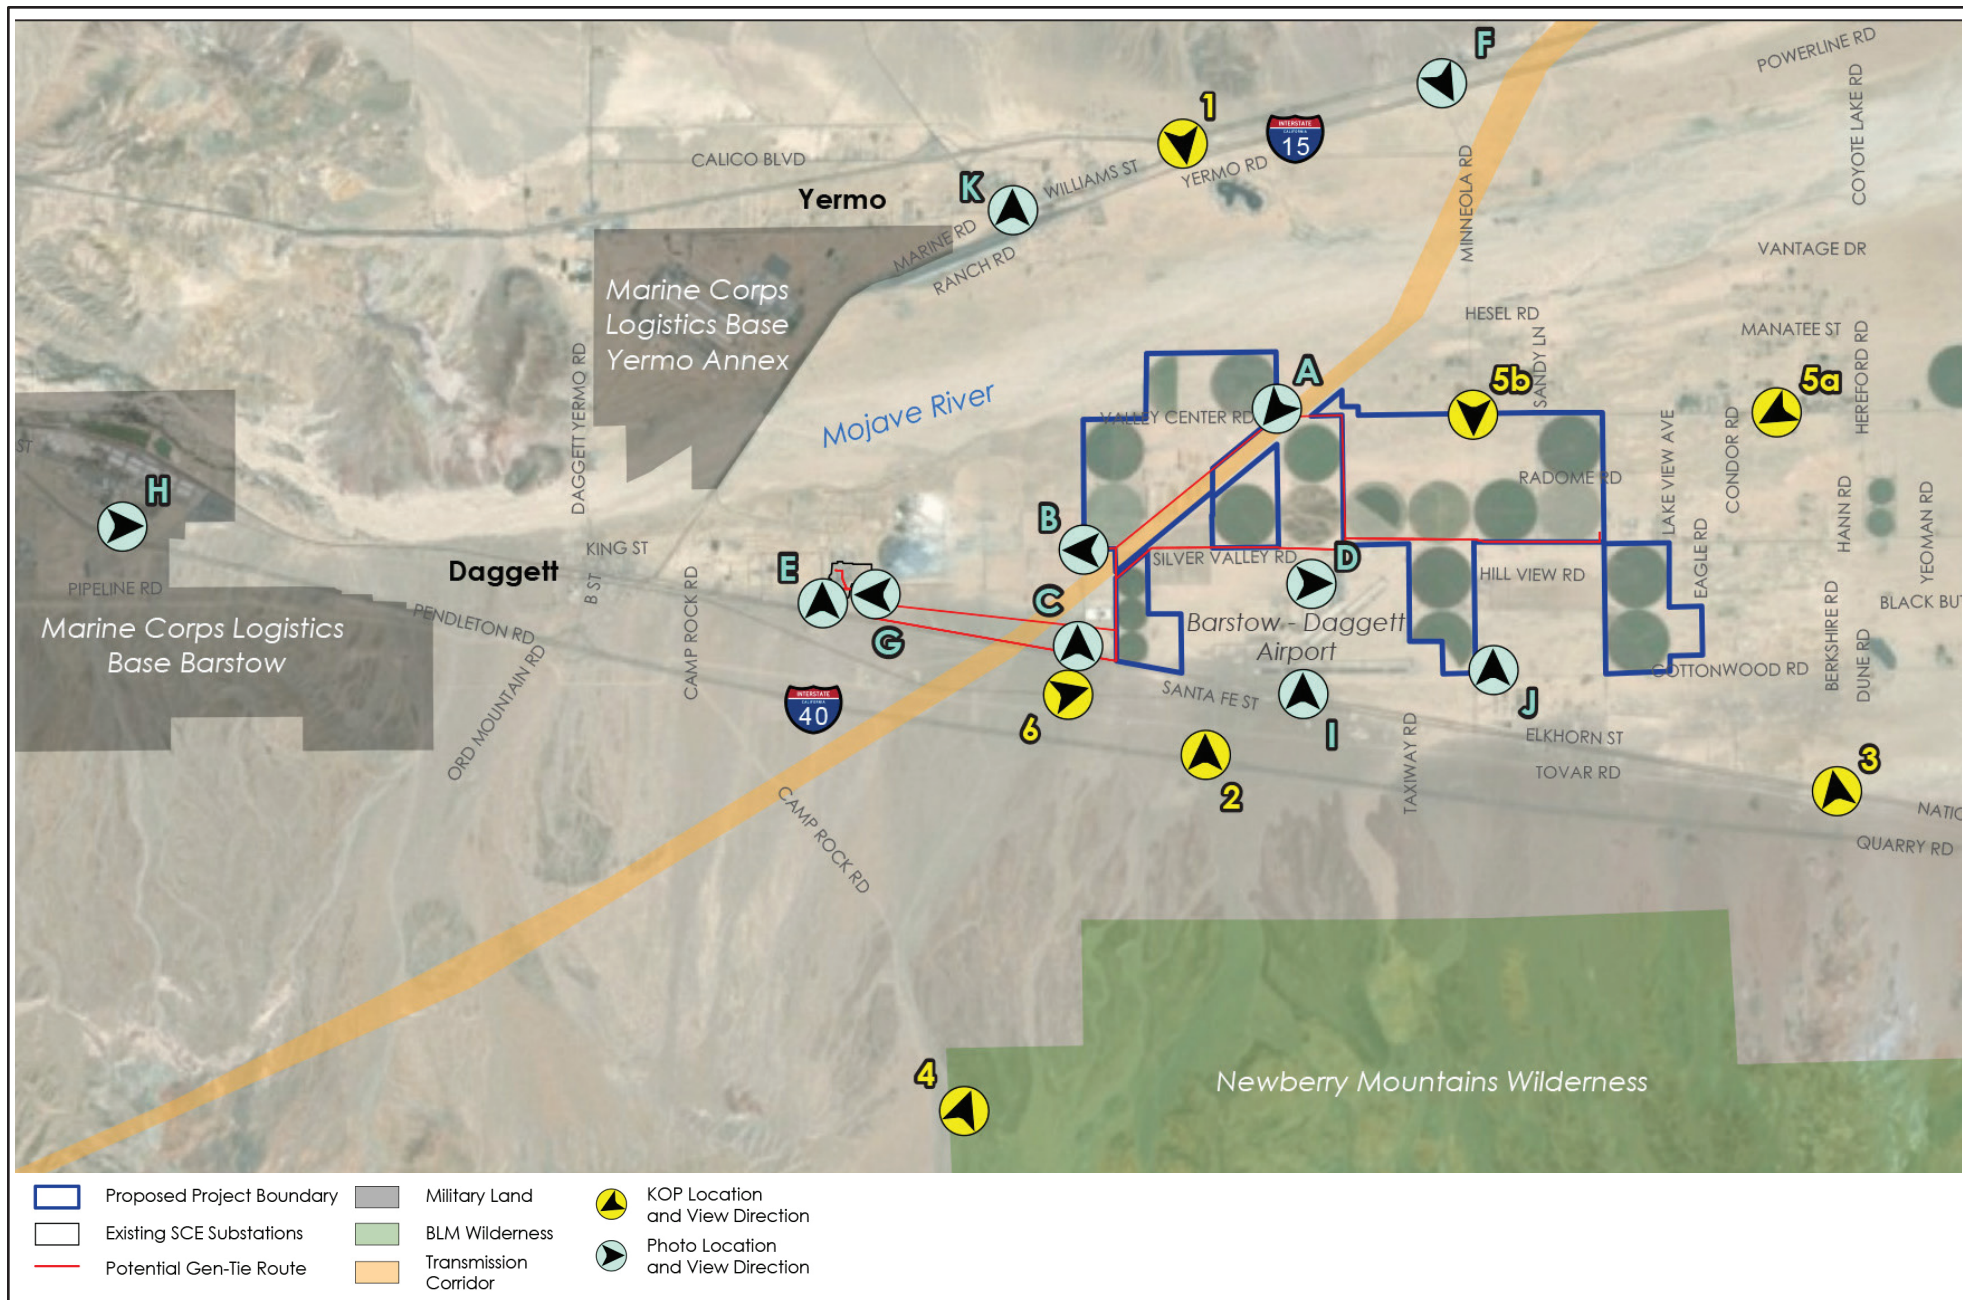 F
POWERLINE RD
COYOTE LAKE RD
1
INTERSTATE
CALIFORNIA
15
CALICO BLVD
WILLIAMS ST
YERMO RD
MINNEOLA RD
K
Yermo
MARINE RD
RANCH RD
VANTAGE DR
Marine Corps
Logistics Base
Yermo Annex
HESEL RD
SANDY LN
MANATEE ST
HEREFORD RD
DAGGETT YERMO RD
Mojave River
A
5b
5a
VALLEY CENTER RD
LAKE VIEW AVE
CONDOR RD
ST
RADOME RD
H
HANN RD
YEOMAN RD
B
EAGLE RD
KING ST
SILVER VALLEY RD
D
Daggett
E
HILL VIEW RD
PIPELINE RD
B ST
CAMP ROCK RD
C
BERKSHIRE RD
BLACK BUT
PENDLETON RD
Marine Corps Logistics
Base Barstow
G
Barstow - Daggett
Airport
DUNE RD
COTTONWOOD RD
ORD MOUNTAIN RD
INTERSTATE
CALIFORNIA
40
6
SANTA FE ST
I
J
TAXIWAY RD
ELKHORN ST
TOVAR RD
2
3
CAMP ROCK RD
NATIO
QUARRY RD
4
Newberry Mountains Wilderness
Proposed Project Boundary
Existing SCE Substations
Potential Gen-Tie Route
Military Land
BLM Wilderness
Transmission
Corridor
KOP Location
and View Direction
Photo Location
and View Direction